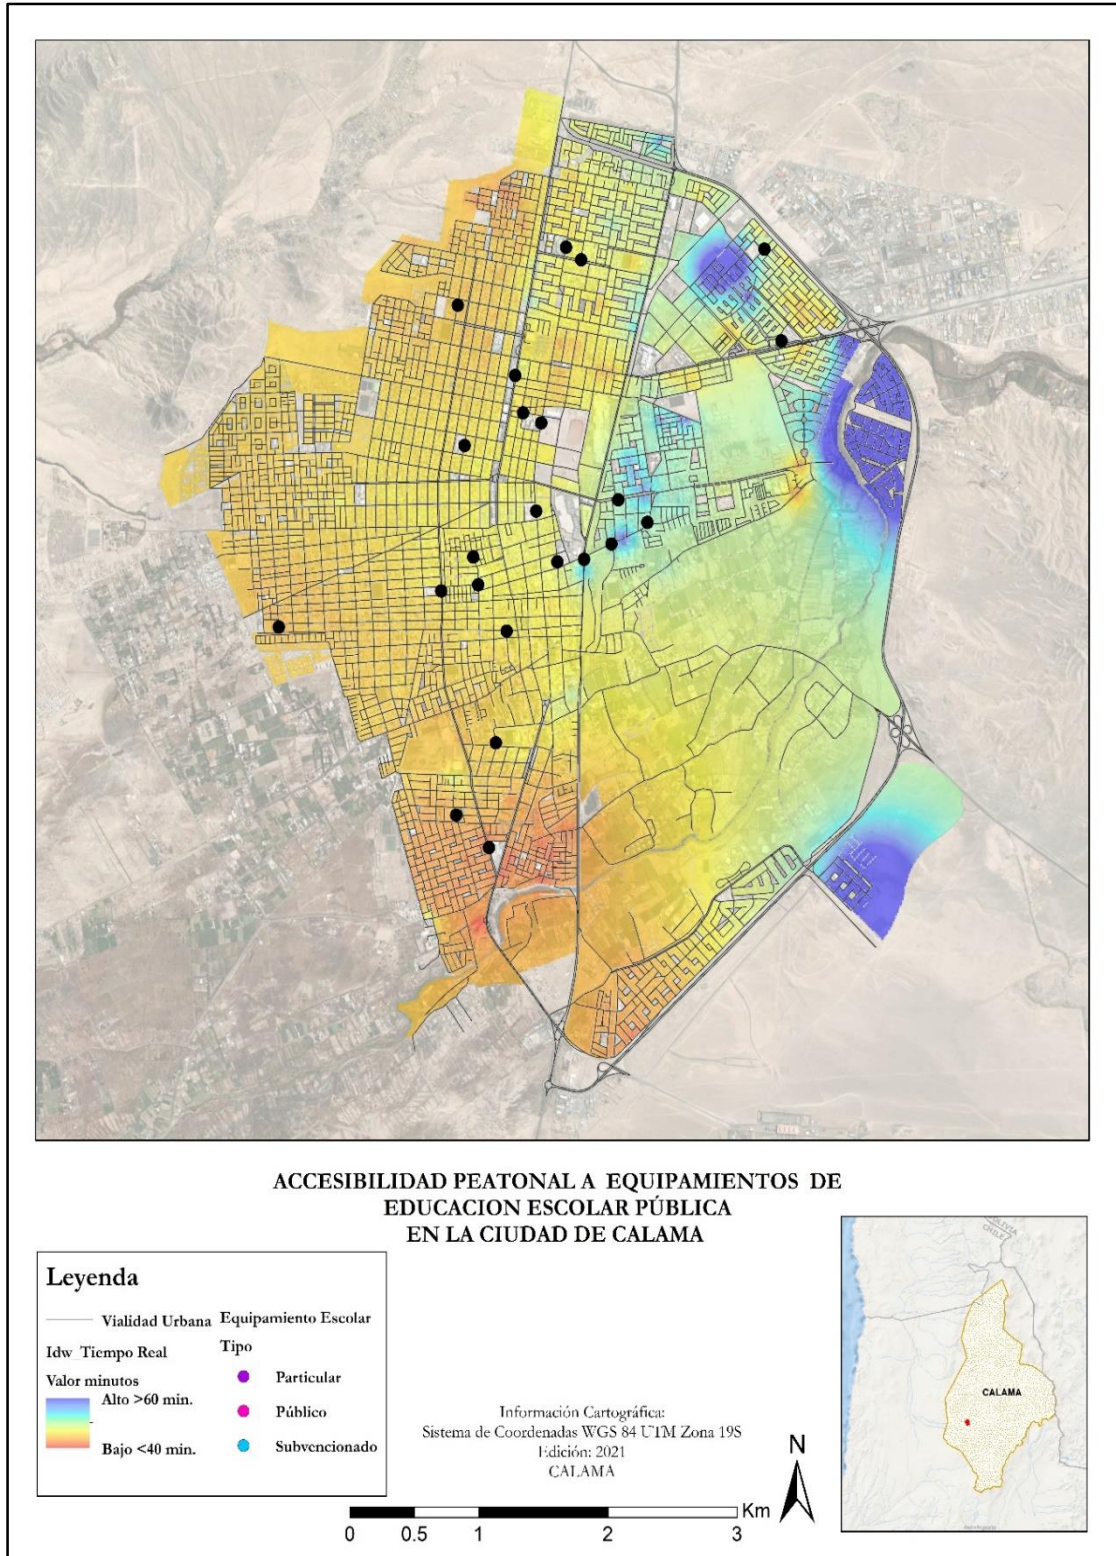 ACCESIBILIDAD PEATONAL A EQUIPAMIENTOS DE
EDUCACION ESCOLAR PÚBLICA
EN LA CIUDAD DE CALAMA
Leyenda
Vialidad Urbana
Idw_Tiempo Real
Valor minutos
Alto >60 min.
Bajo <40 min.
Equipamiento Escolar
Tipo
Particular
Público
Subvencionado
Información Cartográfica:
Sistema de Coordenadas WGS 84 UTM Zona 19S
Edición: 2021
CALAMA
N
Km
0 0.5 1 2 3
BOLIVIA
CHILE
CALAMA